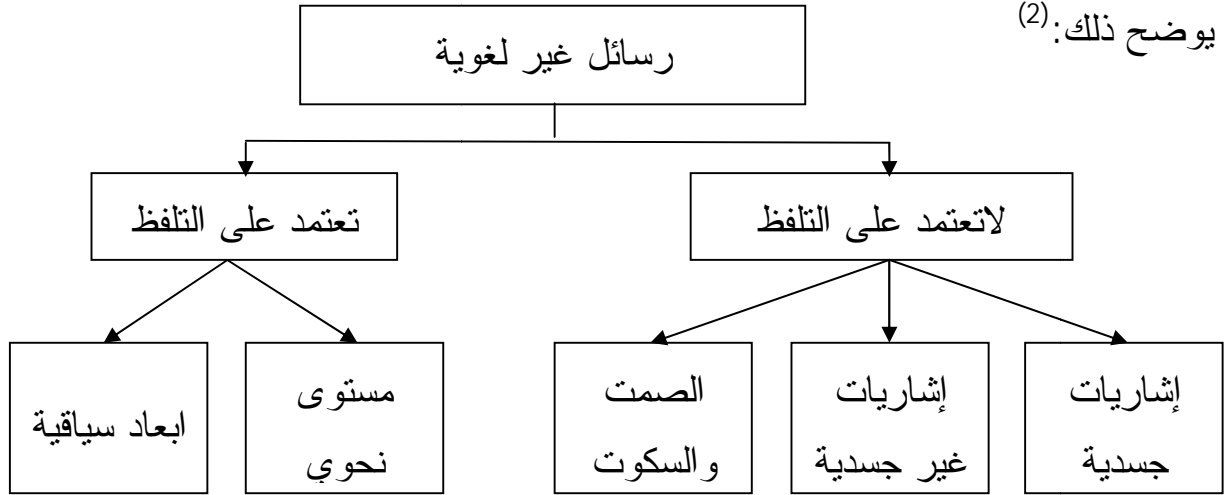 يوضح ذلك:(2)
رسائل غير لغوية
لاتعتمد على التلفظ
تعتمد على التلفظ
إشاريات
جسدية
إشاريات
غير جسدية
الصمت
والسكوت
مستوى
نحوي
ابعاد سياقية